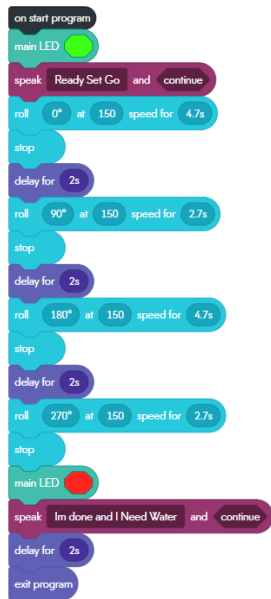 on start program
main LED
speak Ready Set Go and continue
roll 0° at 150 speed for 4.7s
stop
delay for 2s
roll 90° at 150 speed for 2.7s
stop
delay for 2s
roll 180° at 150 speed for 4.7s
stop
delay for 2s
roll 270° at 150 speed for 2.7s
stop
main LED
speak Im done and I Need Water and continue
delay for 2s
exit program